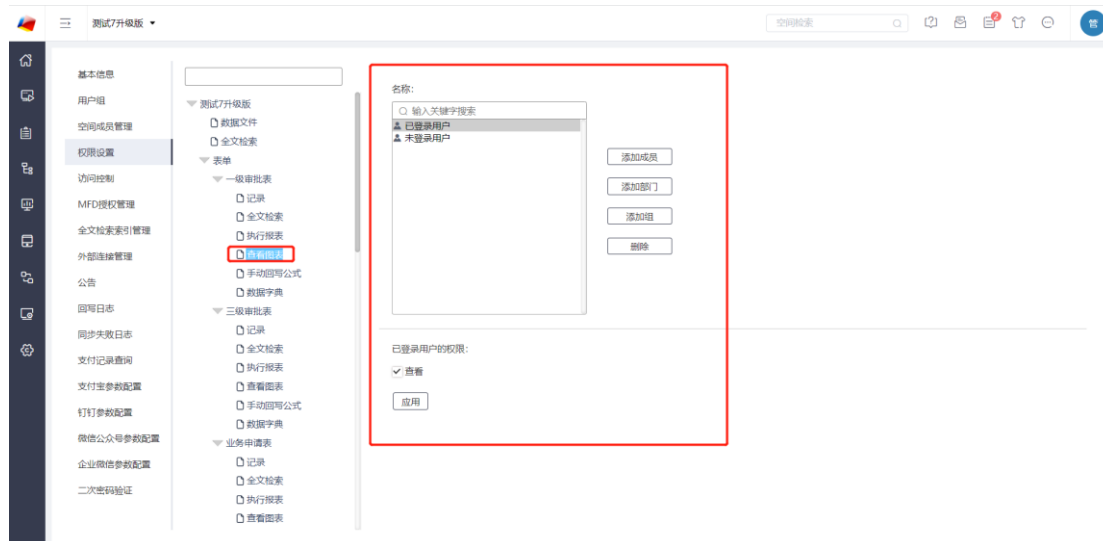 测试7升级版
空间检索
2
管
基本信息
用户组
空间成员管理
权限设置
访问控制
MFD授权管理
全文检索索引管理
外部连接管理
公告
回写日志
同步失败日志
支付记录查询
支付宝参数配置
钉钉参数配置
微信公众号参数配置
企业微信参数配置
二次密码验证
测试7升级版
数据文件
全文检索
表单
一级审批表
记录
全文检索
执行报表
查看图表
手动回写公式
数据字典
三级审批表
记录
全文检索
执行报表
查看图表
手动回写公式
数据字典
业务申请表
记录
全文检索
执行报表
查看图表
名称:
输入关键字搜索
已登录用户
未登录用户
添加成员
添加部门
添加组
删除
已登录用户的权限:
查看
应用